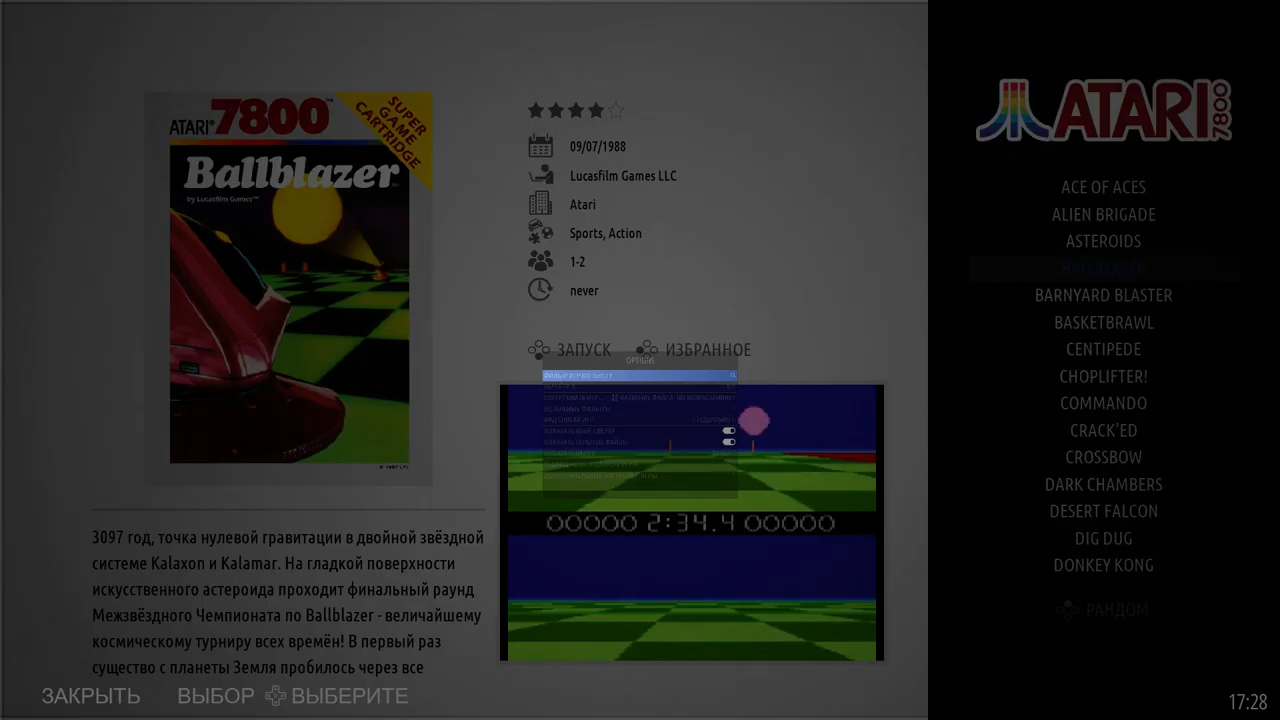 ATARI 7800
SUPER
GAME
CARTRIDGE
Ballblazer
by Lucasfilm Games™
09/07/1988
Lucasfilm Games LLC
Atari
Sports, Action
1-2
never
ЗАПУСК ИЗБРАННОЕ
OPTIONS
00000 2:34.4 00000
3097 год, точка нулевой гравитации в двойной звёздной
системе Kalaxon и Kalamar. На гладкой поверхности
искусственного астероида проходит финальный раунд
Межзвёздного Чемпионата по Ballblazer - величайшему
космическому турниру всех времён! В первый раз
существо с планеты Земля пробилось через все
ЗАКРЫТЬ ВЫБОР ВЫБЕРИТЕ
ATARI 7800
ACE OF ACES
ALIEN BRIGADE
ASTEROIDS
BALLBLAZER
BARNYARD BLASTER
BASKETBRAWL
CENTIPEDE
CHOPLIFTER!
COMMANDO
CRACK'ED
CROSSBOW
DARK CHAMBERS
DESERT FALCON
DIG DUG
DONKEY KONG
РАНДОМ
17:28